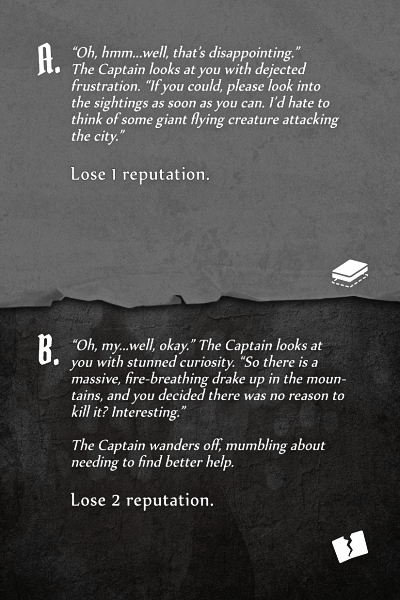 A.
“Oh, hmm...well, that's disappointing.”
The Captain looks at you with dejected
frustration. “If you could, please look into
the sightings as soon as you can. I'd hate to
think of some giant flying creature attacking
the city.”
Lose 1 reputation.
B.
“Oh, my...well, okay.” The Captain looks at
you with stunned curiosity. “So there is a
massive, fire-breathing drake up in the moun-
tains, and you decided there was no reason to
kill it? Interesting.”
The Captain wanders off, mumbling about
needing to find better help.
Lose 2 reputation.